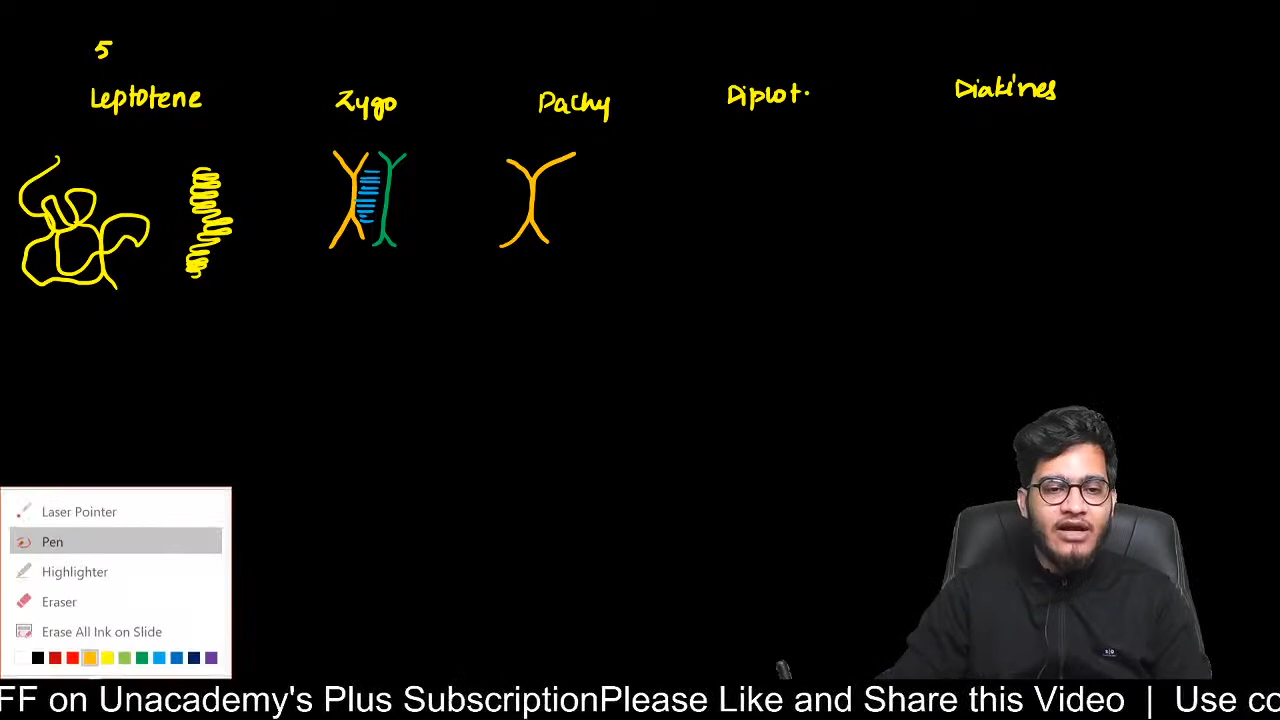 5
Leptotene
Zygo
Pachy
Diplot.
Diakines
Laser Pointer
Pen
Highlighter
Eraser
Erase All Ink on Slide
FF on Unacademy's Plus SubscriptionPlease Like and Share this Video | Use co